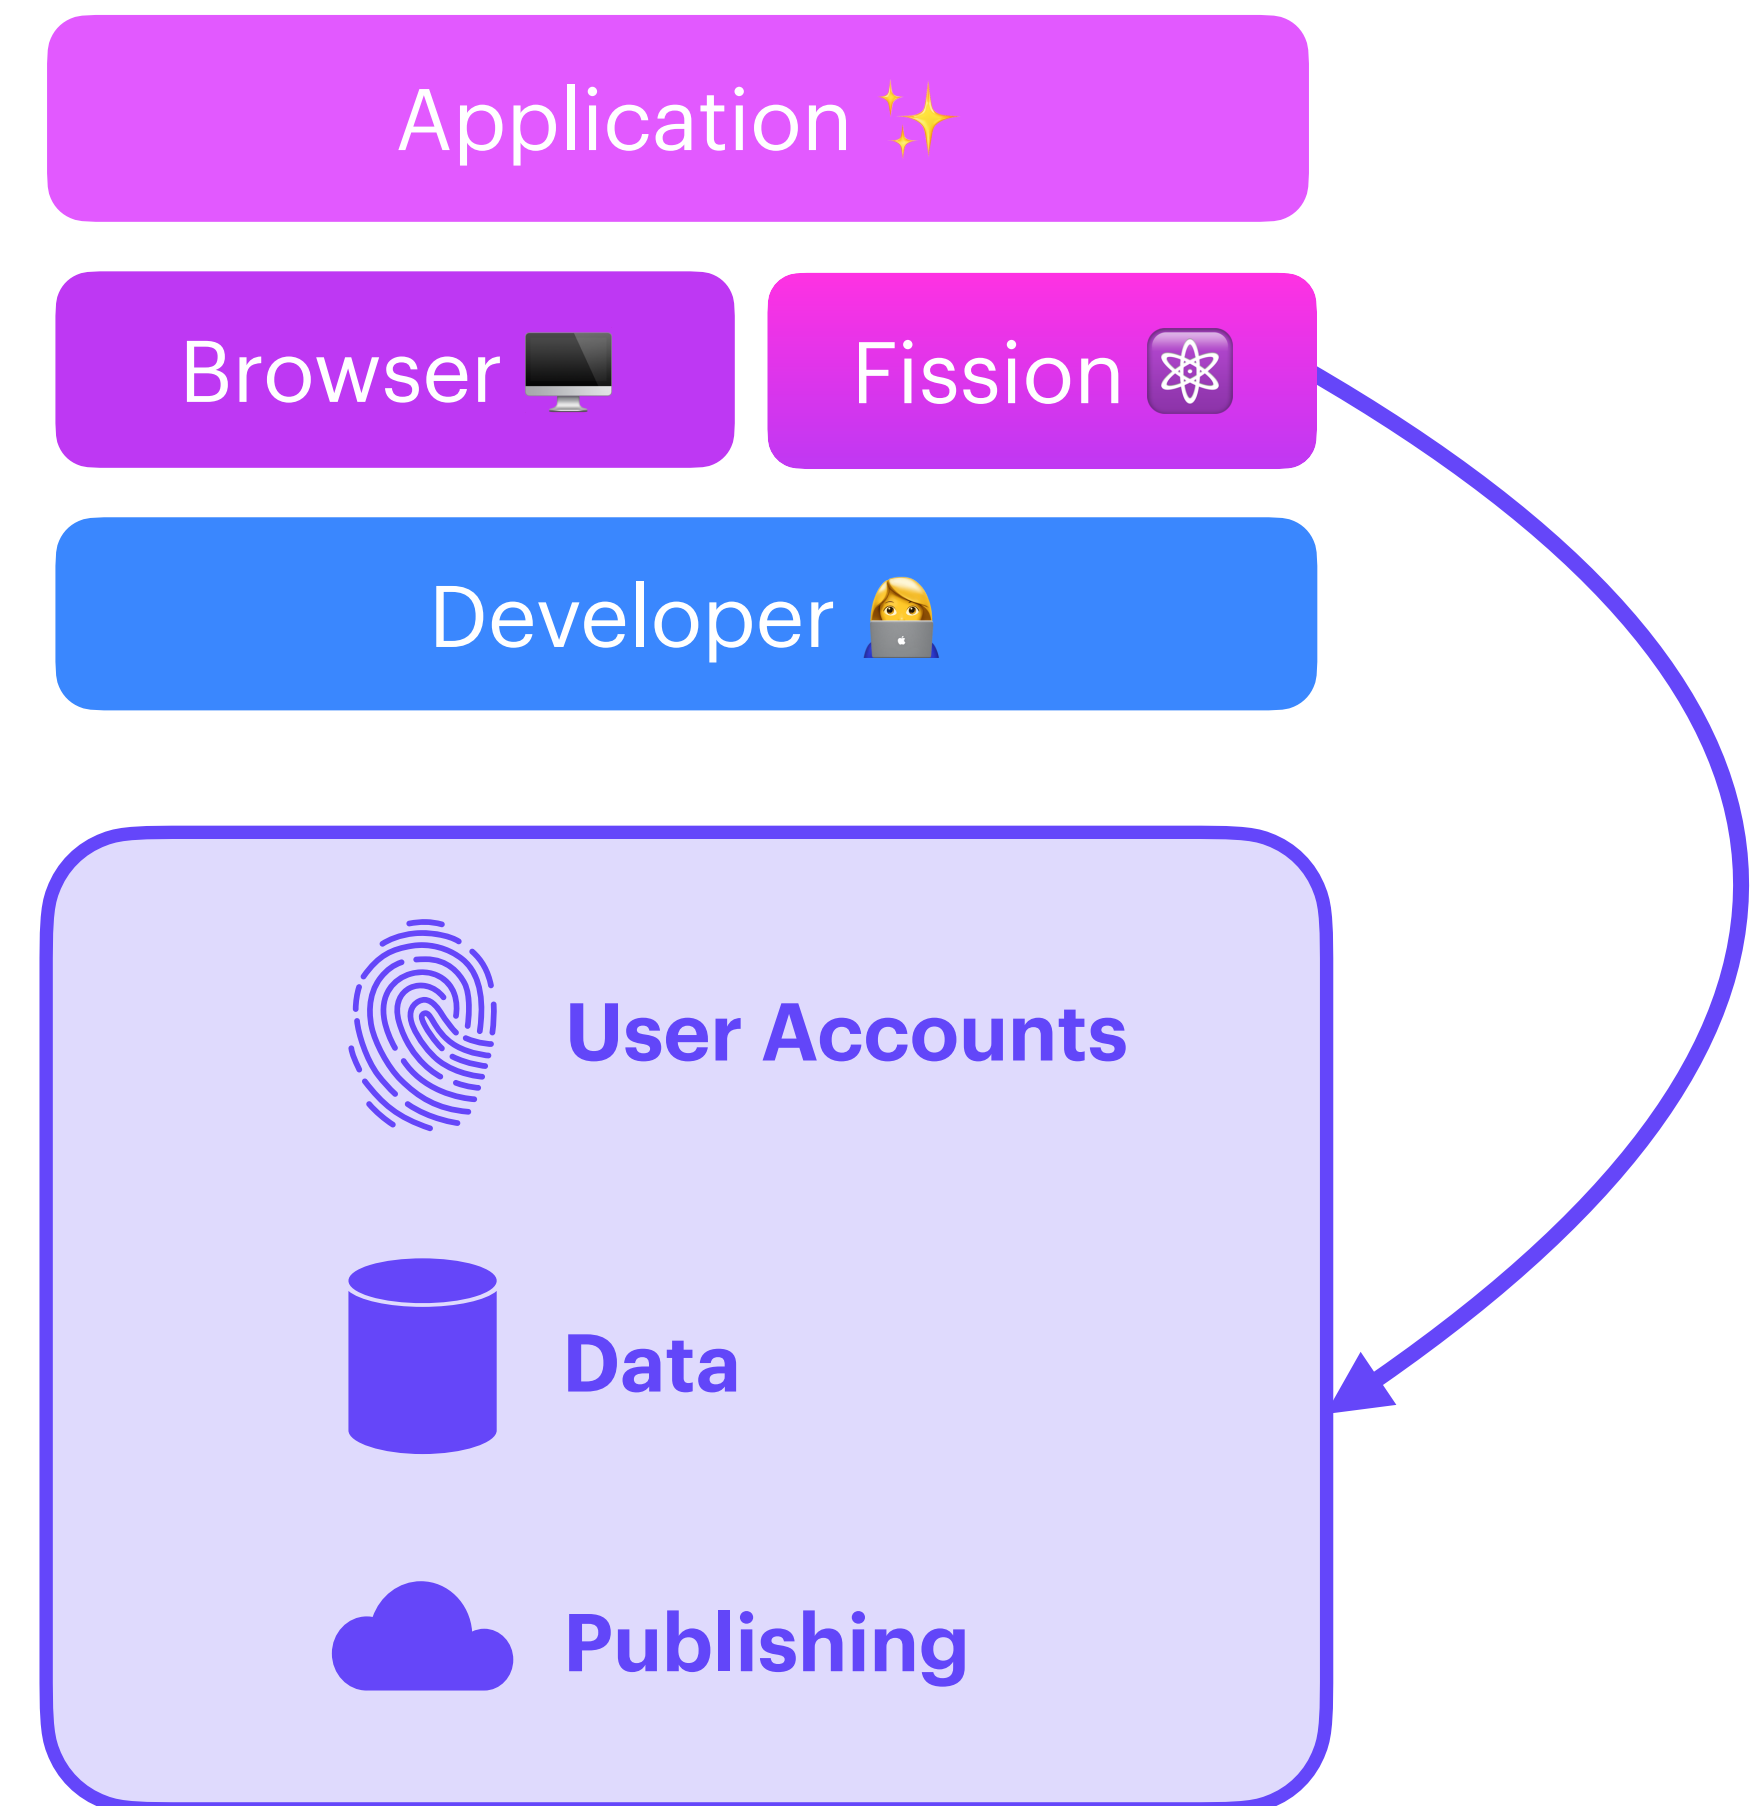 Application ✨
Browser 🖥️
Fission ⚛️
Developer 👩‍💻
User Accounts
Data
Publishing